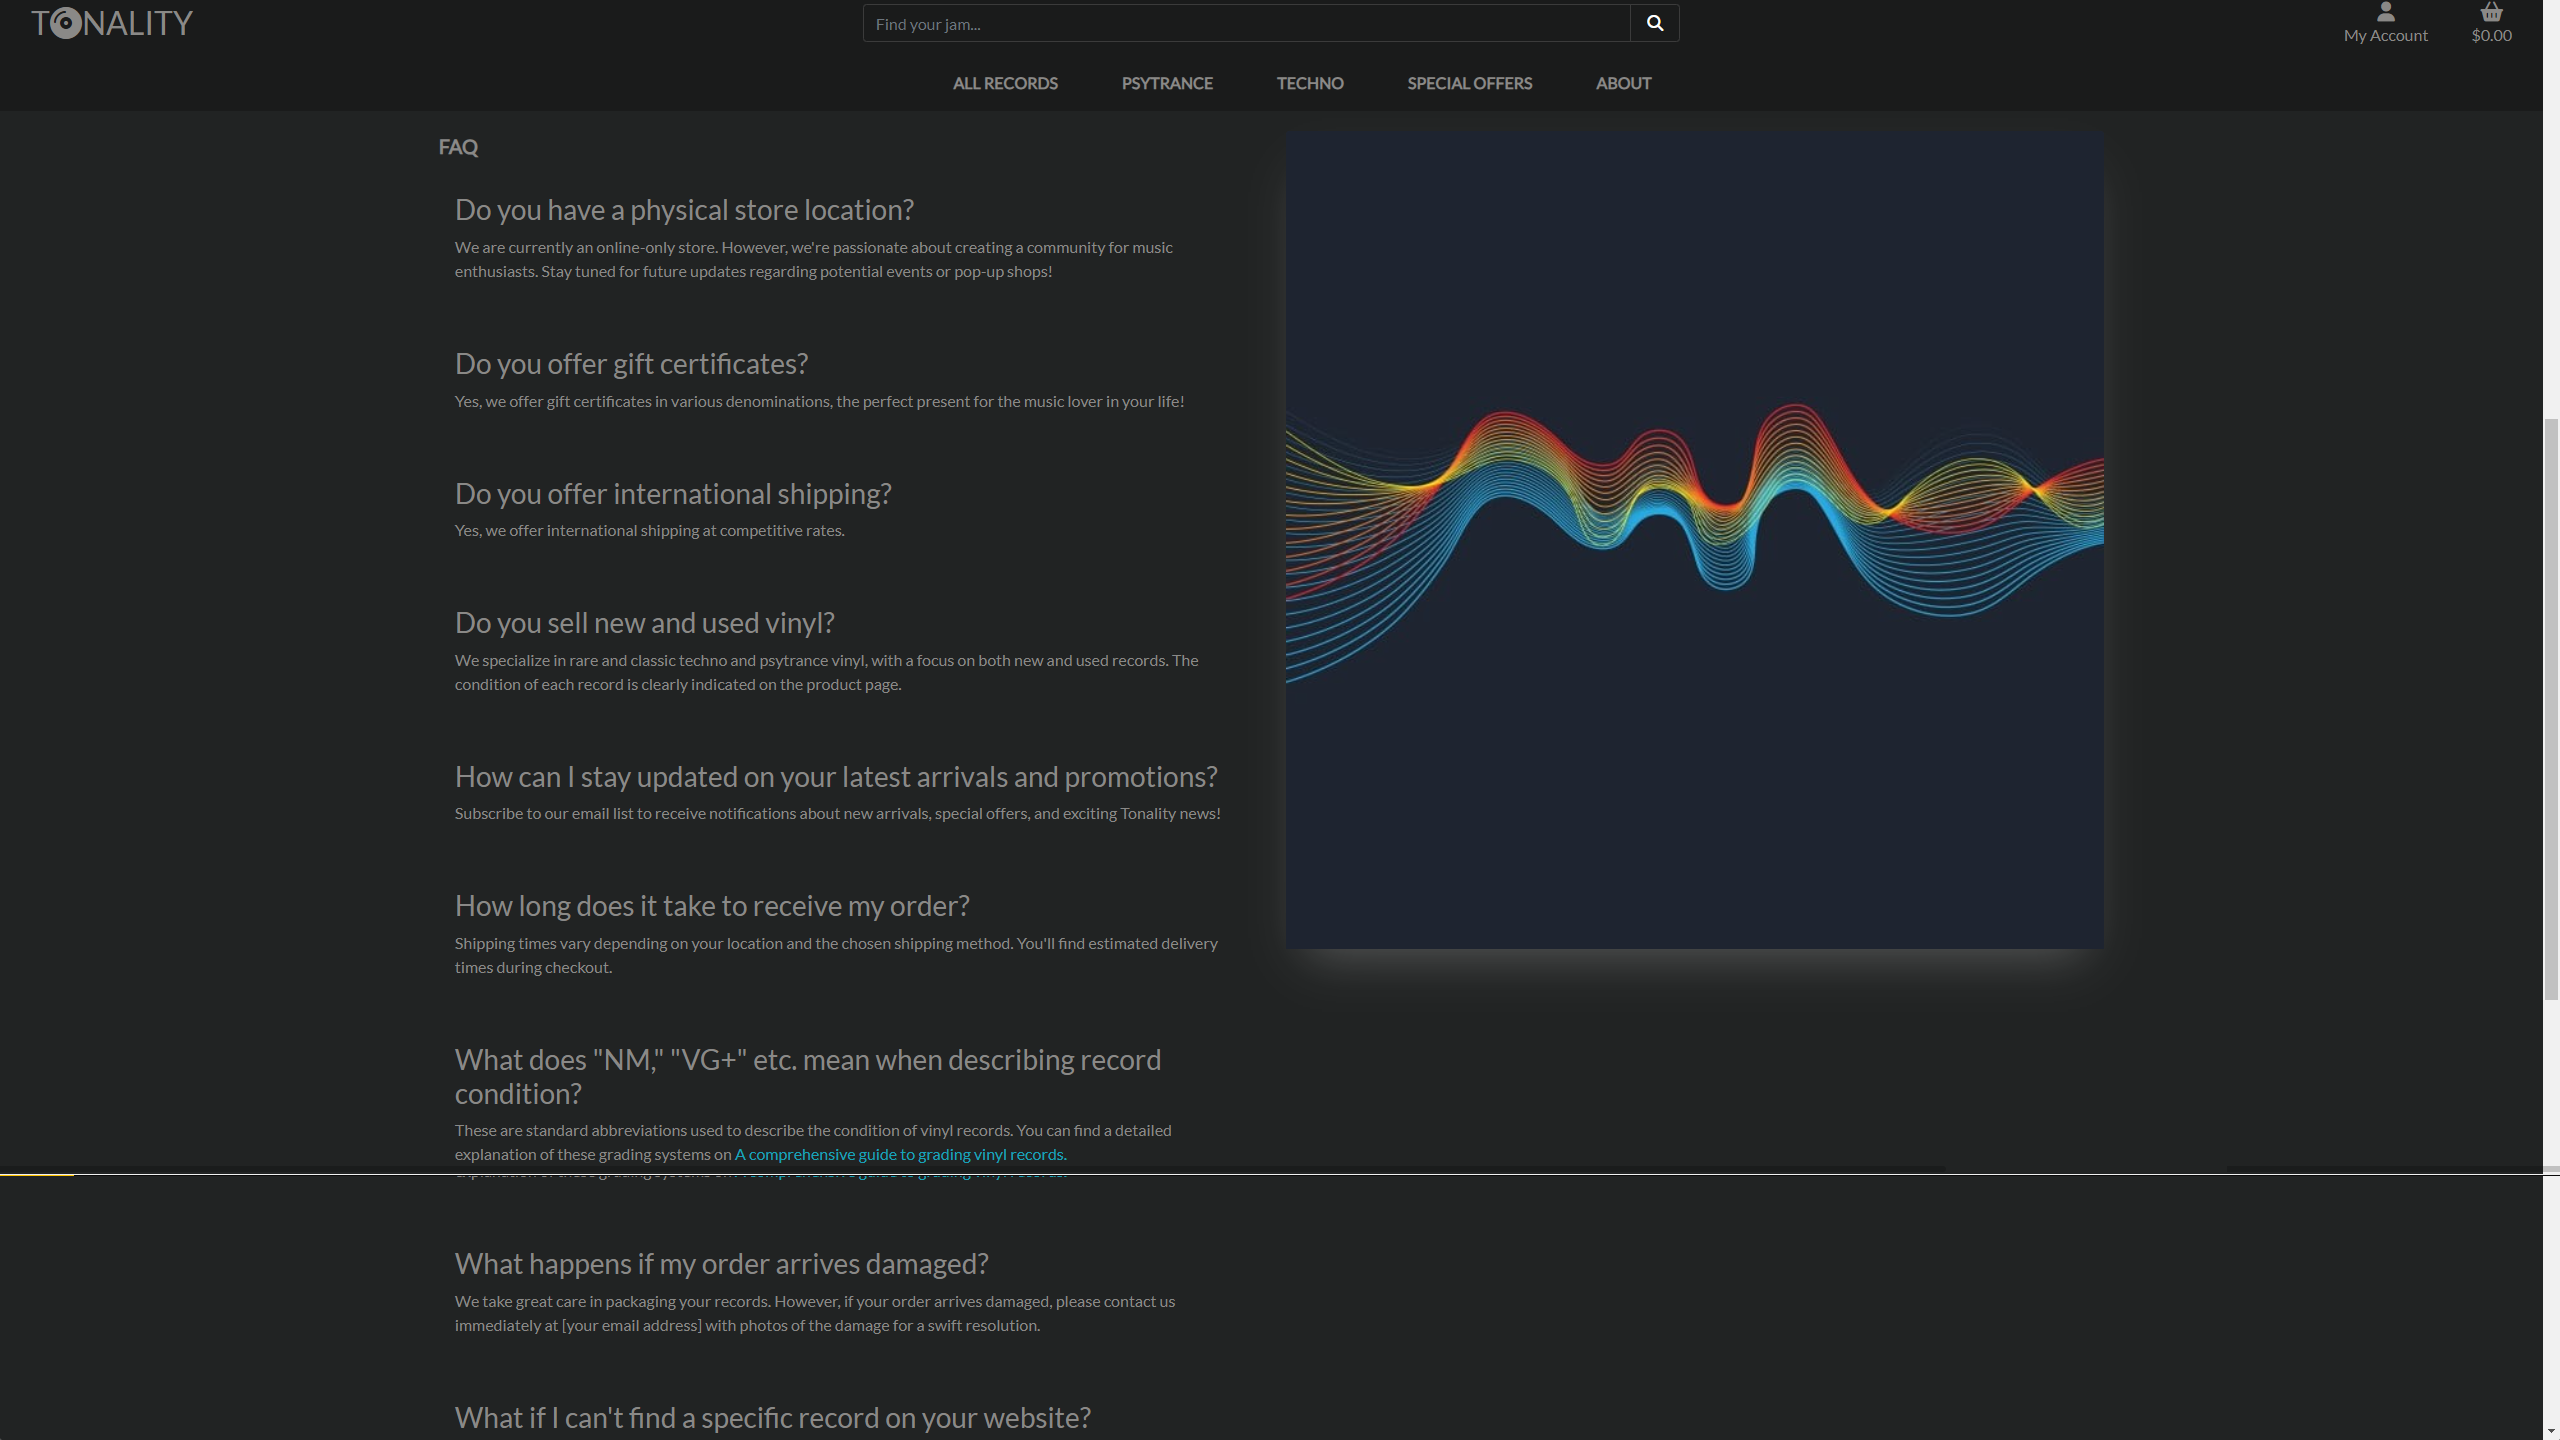 TONALITY
Find your jam...
My Account
$0.00
ALL RECORDS PSYTRANCE TECHNO SPECIAL OFFERS ABOUT
FAQ
Do you have a physical store location?
We are currently an online-only store. However, we're passionate about creating a community for music
enthusiasts. Stay tuned for future updates regarding potential events or pop-up shops!
Do you offer gift certificates?
Yes, we offer gift certificates in various denominations, the perfect present for the music lover in your life!
Do you offer international shipping?
Yes, we offer international shipping at competitive rates.
Do you sell new and used vinyl?
We specialize in rare and classic techno and psytrance vinyl, with a focus on both new and used records. The
condition of each record is clearly indicated on the product page.
How can I stay updated on your latest arrivals and promotions?
Subscribe to our email list to receive notifications about new arrivals, special offers, and exciting Tonality news!
How long does it take to receive my order?
Shipping times vary depending on your location and the chosen shipping method. You'll find estimated delivery
times during checkout.
What does "NM," "VG+" etc. mean when describing record
condition?
These are standard abbreviations used to describe the condition of vinyl records. You can find a detailed
explanation of these grading systems on A comprehensive guide to grading vinyl records.
What happens if my order arrives damaged?
We take great care in packaging your records. However, if your order arrives damaged, please contact us
immediately at [your email address] with photos of the damage for a swift resolution.
What if I can't find a specific record on your website?